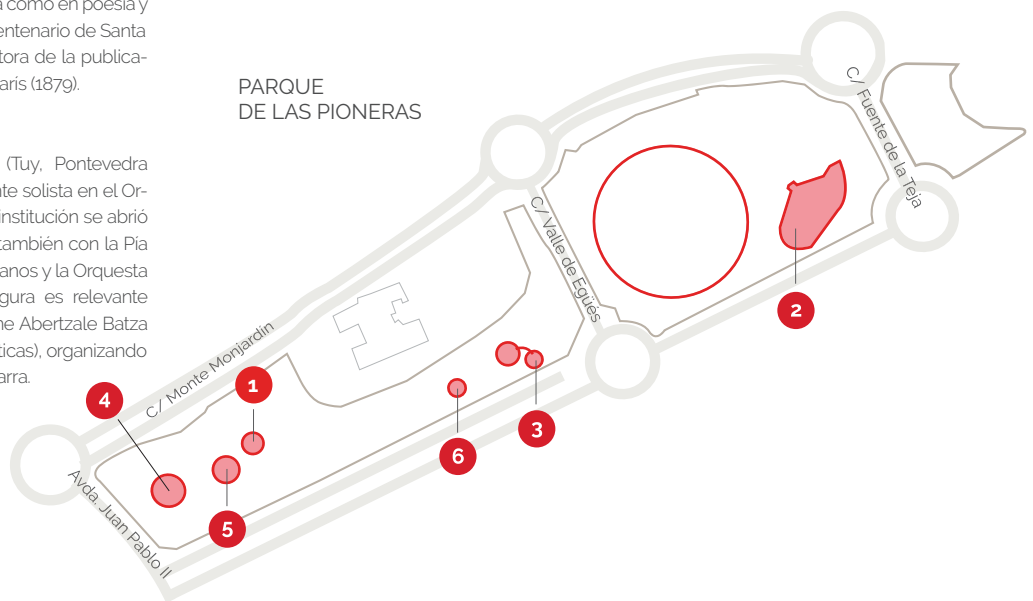 a como en poesía y
entenario de Santa
tora de la publica-
arís (1879).
(Tuy, Pontevedra
nte solista en el Or-
institución se abrió
también con la Pía
anos y la Orquesta
gura es relevante
ne Abertzale Batza
ticas), organizando
arra.
PARQUE
DE LAS PIONERAS
C/ Fuente de la Teja
C/ Valle de Egüés
C/ Monte Monjardín
Avda. Juan Pablo II
2
1
4
3
6
5